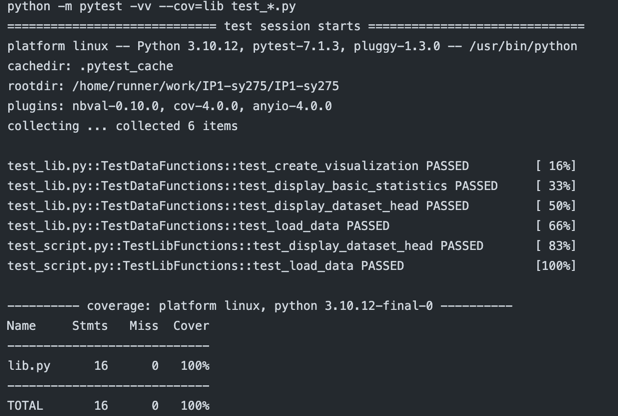 python -m pytest -vv --cov=lib test_*.py
============================= test session starts ==============================
platform linux -- Python 3.10.12, pytest-7.1.3, pluggy-1.3.0 -- /usr/bin/python
cachedir: .pytest_cache
rootdir: /home/runner/work/IP1-sy275/IP1-sy275
plugins: nbval-0.10.0, cov-4.0.0, anyio-4.0.0
collecting ... collected 6 items
test_lib.py::TestDataFunctions::test_create_visualization PASSED         [ 16%]
test_lib.py::TestDataFunctions::test_display_basic_statistics PASSED     [ 33%]
test_lib.py::TestDataFunctions::test_display_dataset_head PASSED         [ 50%]
test_lib.py::TestDataFunctions::test_load_data PASSED                    [ 66%]
test_script.py::TestLibFunctions::test_display_dataset_head PASSED       [ 83%]
test_script.py::TestLibFunctions::test_load_data PASSED                  [100%]
---------- coverage: platform linux, python 3.10.12-final-0 ----------
Name     Stmts   Miss  Cover
----------------------------
lib.py      16      0   100%
----------------------------
TOTAL       16      0   100%